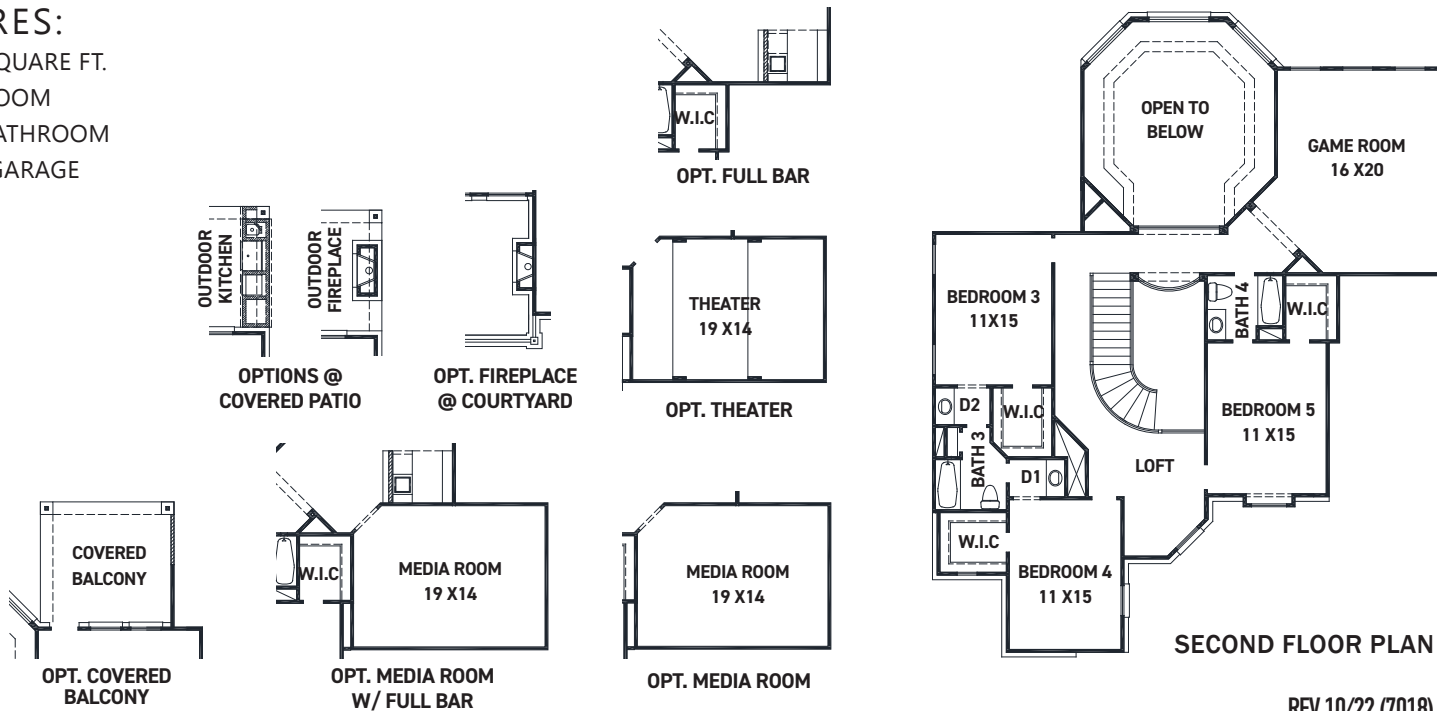 RES:
QUARE FT.
OOM
ATHROOM
GARAGE
W.I.C
OPT. FULL BAR
OUTDOOR
KITCHEN
OUTDOOR
FIREPLACE
OPTIONS @
COVERED PATIO
OPT. FIREPLACE
@ COURTYARD
THEATER
19 X14
OPT. THEATER
COVERED
BALCONY
OPT. COVERED
BALCONY
W.I.C
MEDIA ROOM
19 X14
OPT. MEDIA ROOM
W/ FULL BAR
MEDIA ROOM
19 X14
OPT. MEDIA ROOM
OPEN TO
BELOW
GAME ROOM
16 X20
BEDROOM 3
11X15
BATH 4
W.I.C
D2
W.I.C
BATH 3
D1
BEDROOM 5
11 X15
LOFT
W.I.C
BEDROOM 4
11 X15
SECOND FLOOR PLAN
REV 10/22 (7018)